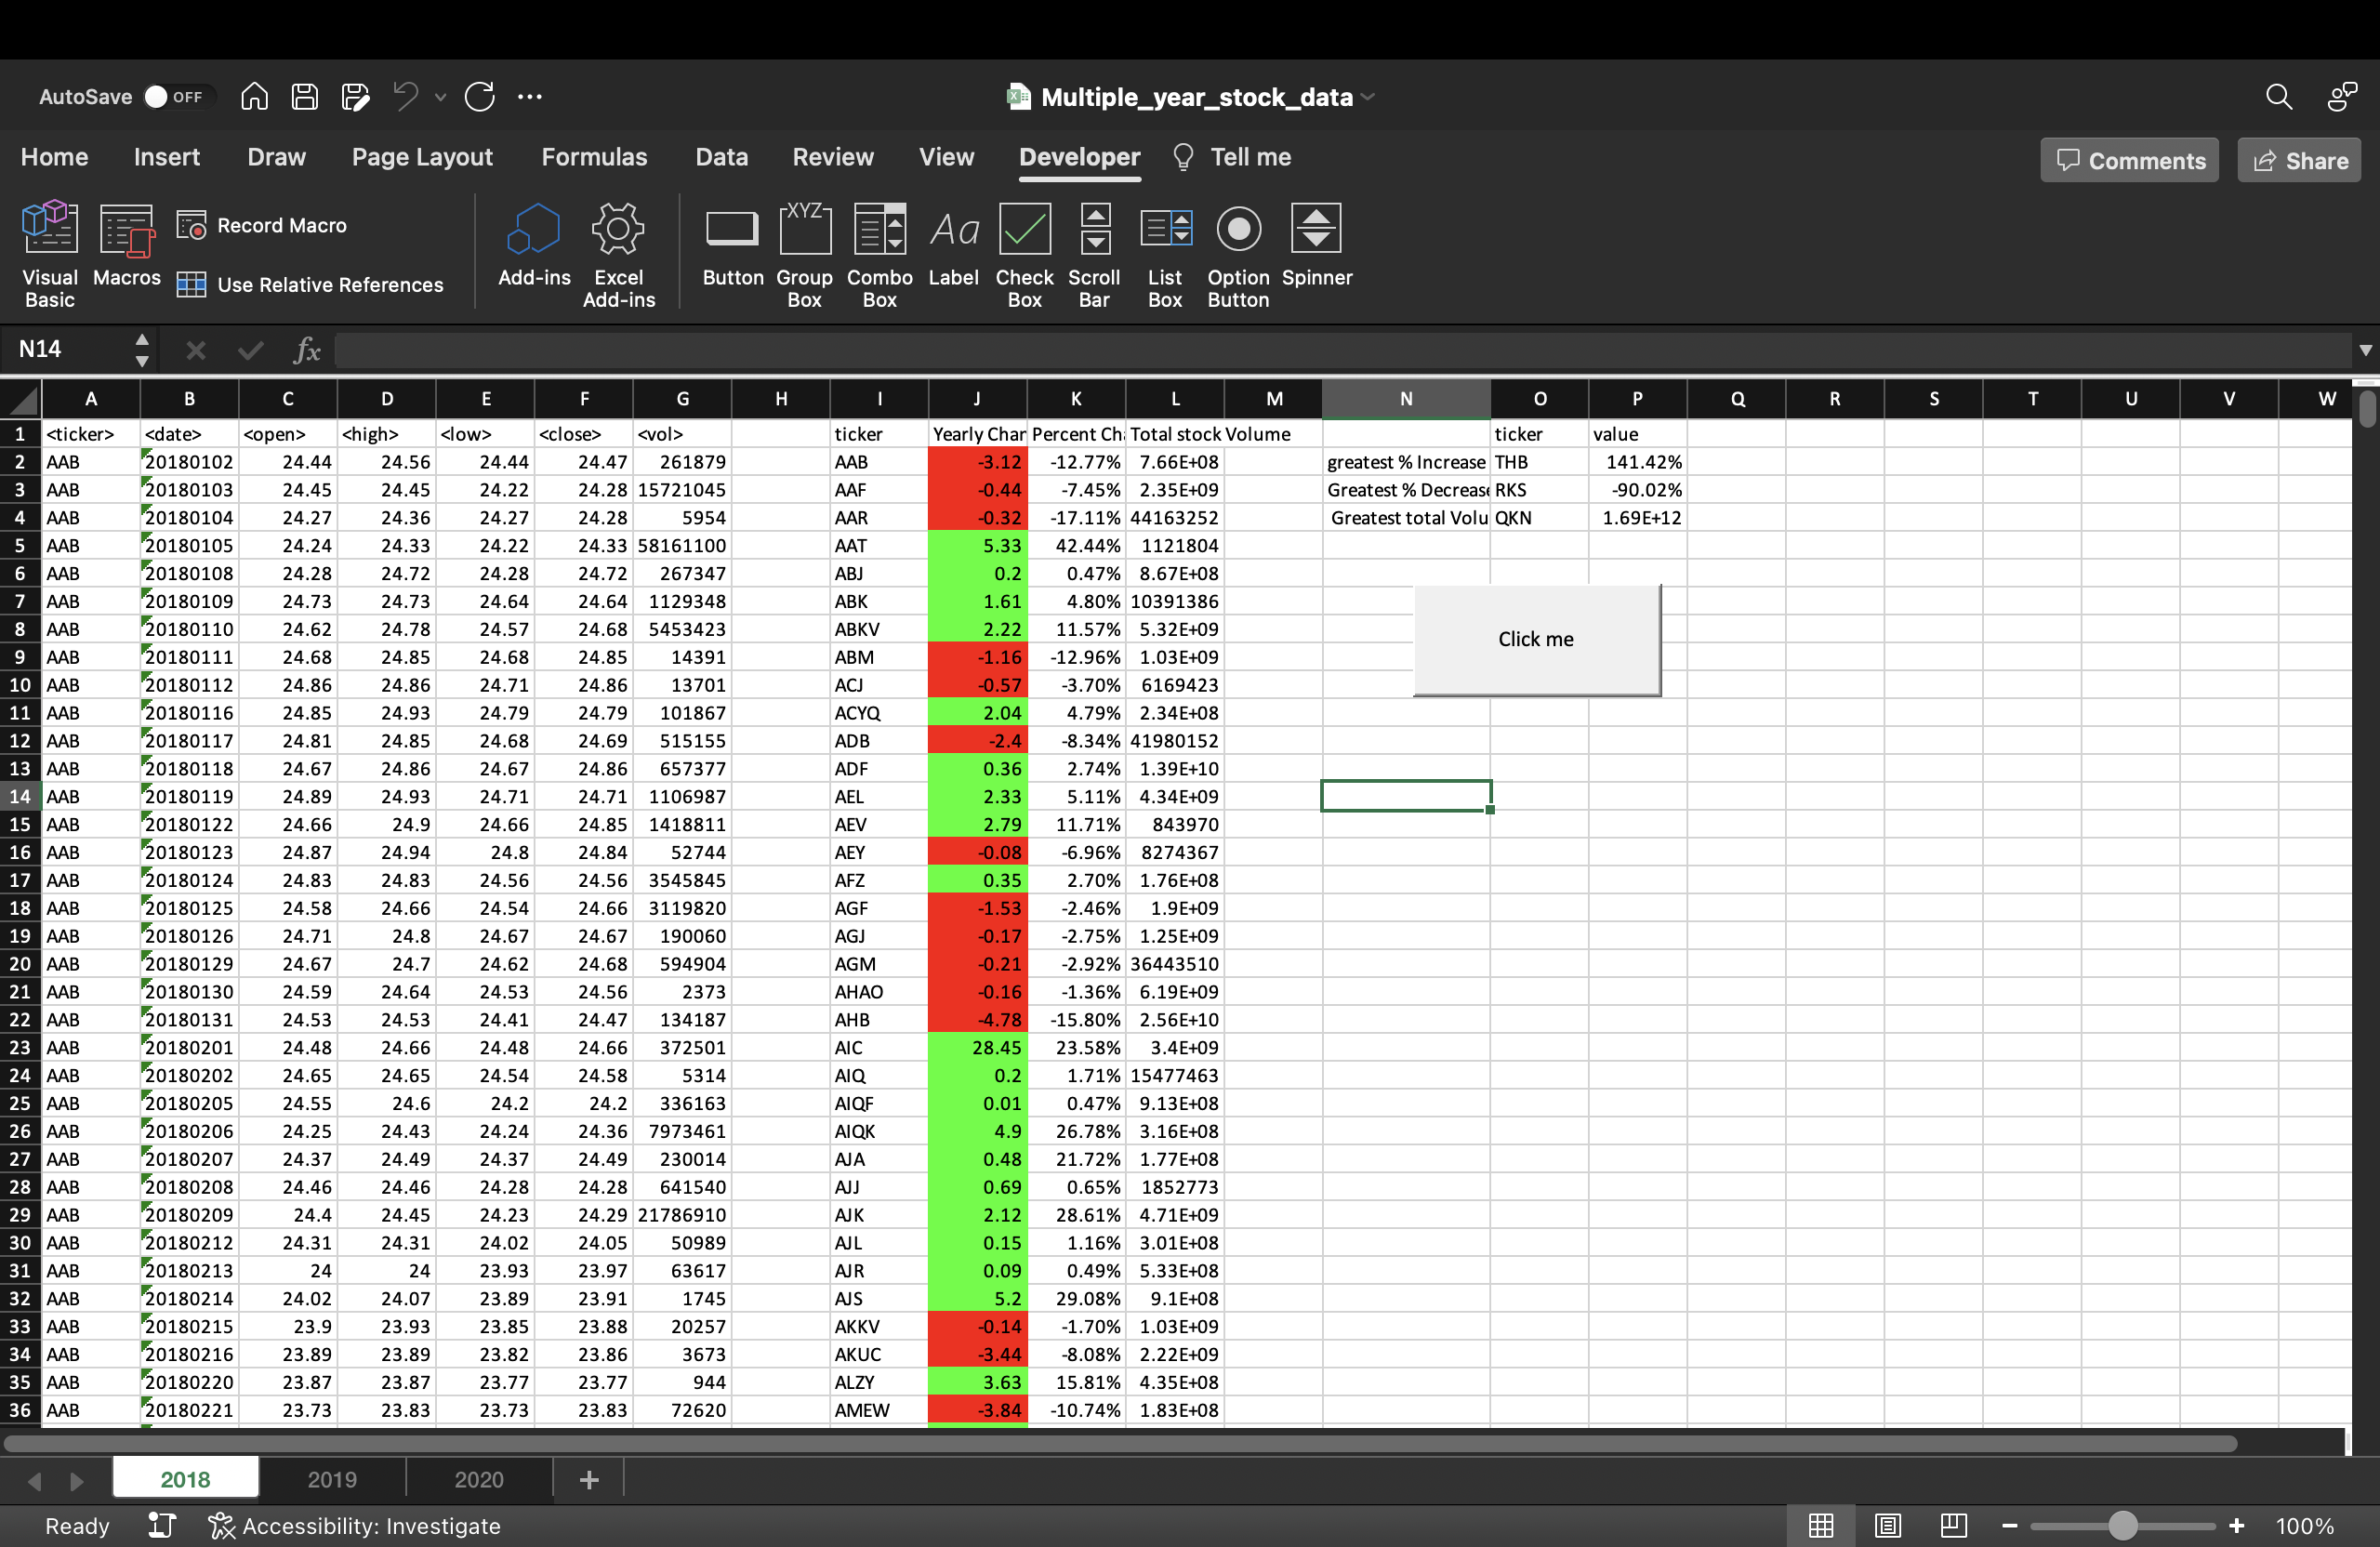 AutoSave OFF Multiple_year_stock_data
Home Insert Draw Page Layout Formulas Data Review View Developer Tell me Comments Share
Visual Basic Macros Record Macro Use Relative References Add-ins Excel Add-ins Button Group Box Combo Box Label Check Box Scroll Bar List Box Option Button Spinner
XYZ Aa
N14 fx
A B C D E F G H I J K L M N O P Q R S T U V W
1 <ticker> <date> <open> <high> <low> <close> <vol> ticker Yearly Char Percent Ch Total stock Volume ticker value
2 AAB 20180102 24.44 24.56 24.44 24.47 261879 AAB -3.12 -12.77% 7.66E+08 greatest % Increase THB 141.42%
3 AAB 20180103 24.45 24.45 24.22 24.28 15721045 AAF -0.44 -7.45% 2.35E+09 Greatest % Decrease RKS -90.02%
4 AAB 20180104 24.27 24.36 24.27 24.28 5954 AAR -0.32 -17.11% 44163252 Greatest total Volu QKN 1.69E+12
5 AAB 20180105 24.24 24.33 24.22 24.33 58161100 AAT 5.33 42.44% 1121804
6 AAB 20180108 24.28 24.72 24.28 24.72 267347 ABJ 0.2 0.47% 8.67E+08
7 AAB 20180109 24.73 24.73 24.64 24.64 1129348 ABK 1.61 4.80% 10391386
8 AAB 20180110 24.62 24.78 24.57 24.68 5453423 ABKV 2.22 11.57% 5.32E+09 Click me
9 AAB 20180111 24.68 24.85 24.68 24.85 14391 ABM -1.16 -12.96% 1.03E+09
10 AAB 20180112 24.86 24.86 24.71 24.86 13701 ACJ -0.57 -3.70% 6169423
11 AAB 20180116 24.85 24.93 24.79 24.79 101867 ACYQ 2.04 4.79% 2.34E+08
12 AAB 20180117 24.81 24.85 24.68 24.69 515155 ADB -2.4 -8.34% 41980152
13 AAB 20180118 24.67 24.86 24.67 24.86 657377 ADF 0.36 2.74% 1.39E+10
14 AAB 20180119 24.89 24.93 24.71 24.71 1106987 AEL 2.33 5.11% 4.34E+09
15 AAB 20180122 24.66 24.9 24.66 24.85 1418811 AEV 2.79 11.71% 843970
16 AAB 20180123 24.87 24.94 24.8 24.84 52744 AEY -0.08 -6.96% 8274367
17 AAB 20180124 24.83 24.83 24.56 24.56 3545845 AFZ 0.35 2.70% 1.76E+08
18 AAB 20180125 24.58 24.66 24.54 24.66 3119820 AGF -1.53 -2.46% 1.9E+09
19 AAB 20180126 24.71 24.8 24.67 24.67 190060 AGJ -0.17 -2.75% 1.25E+09
20 AAB 20180129 24.67 24.7 24.62 24.68 594904 AGM -0.21 -2.92% 36443510
21 AAB 20180130 24.59 24.64 24.53 24.56 2373 AHAO -0.16 -1.36% 6.19E+09
22 AAB 20180131 24.53 24.53 24.41 24.47 134187 AHB -4.78 -15.80% 2.56E+10
23 AAB 20180201 24.48 24.66 24.48 24.66 372501 AIC 28.45 23.58% 3.4E+09
24 AAB 20180202 24.65 24.65 24.54 24.58 5314 AIQ 0.2 1.71% 15477463
25 AAB 20180205 24.55 24.6 24.2 24.2 336163 AIQF 0.01 0.47% 9.13E+08
26 AAB 20180206 24.25 24.43 24.24 24.36 7973461 AIQK 4.9 26.78% 3.16E+08
27 AAB 20180207 24.37 24.49 24.37 24.49 230014 AJA 0.48 21.72% 1.77E+08
28 AAB 20180208 24.46 24.46 24.28 24.28 641540 AJJ 0.69 0.65% 1852773
29 AAB 20180209 24.4 24.45 24.23 24.29 21786910 AJK 2.12 28.61% 4.71E+09
30 AAB 20180212 24.31 24.31 24.02 24.05 50989 AJL 0.15 1.16% 3.01E+08
31 AAB 20180213 24 24 23.93 23.97 63617 AJR 0.09 0.49% 5.33E+08
32 AAB 20180214 24.02 24.07 23.89 23.91 1745 AJS 5.2 29.08% 9.1E+08
33 AAB 20180215 23.9 23.93 23.85 23.88 20257 AKKV -0.14 -1.70% 1.03E+09
34 AAB 20180216 23.89 23.89 23.82 23.86 3673 AKUC -3.44 -8.08% 2.22E+09
35 AAB 20180220 23.87 23.87 23.77 23.77 944 ALZY 3.63 15.81% 4.35E+08
36 AAB 20180221 23.73 23.83 23.73 23.83 72620 AMEW -3.84 -10.74% 1.83E+08
2018 2019 2020 +
Ready Accessibility: Investigate 100%